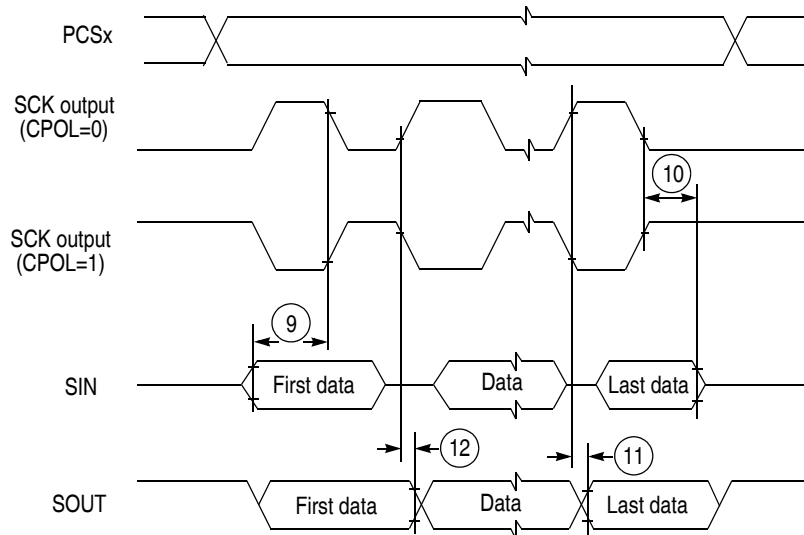 PCSx
SCK output
(CPOL=0)
10
SCK output
(CPOL=1)
9
SIN
First data
Data
Last data
12
11
SOUT
First data
Data
Last data